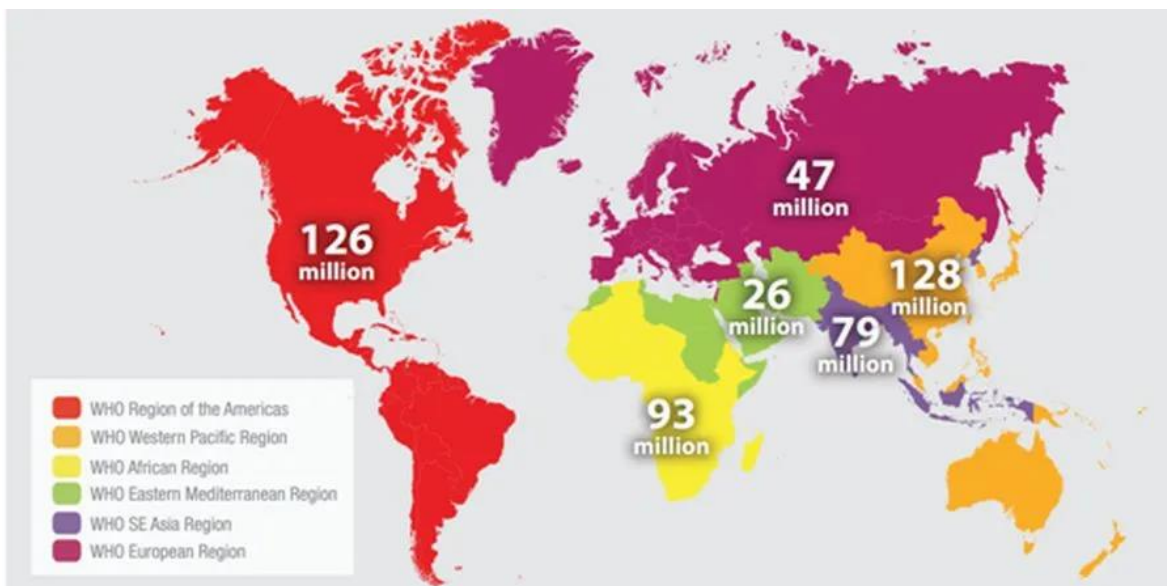 47
million
126
million
128
million
26
million
79
million
93
million
WHO Region of the Americas
WHO Western Pacific Region
WHO African Region
WHO Eastern Mediterranean Region
WHO SE Asia Region
WHO European Region